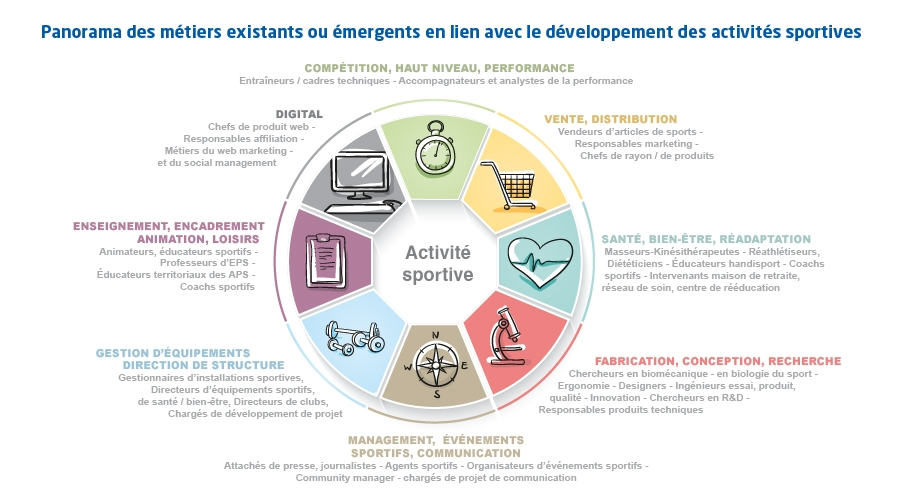 Panorama des métiers existants ou émergents en lien avec le développement des activités sportives
COMPÉTITION, HAUT NIVEAU, PERFORMANCE
Entraîneurs / cadres techniques - Accompagnateurs et analystes de la performance
DIGITAL
Chefs de produit web -
Responsables affiliation -
Métiers du web marketing -
et du social management
VENTE, DISTRIBUTION
Vendeurs d'articles de sports -
Responsables marketing -
Chefs de rayon / de produits
ENSEIGNEMENT, ENCADREMENT
ANIMATION, LOISIRS
Animateurs, éducateurs sportifs -
Professeurs d'EPS -
Éducateurs territoriaux des APS -
Coachs sportifs
Activité
sportive
SANTÉ, BIEN-ÊTRE, RÉADAPTATION
Masseurs-Kinésithérapeutes - Réathlétiseurs,
Diététiciens - Éducateurs handisport - Coachs
sportifs - Intervenants maison de retraite,
réseau de soin, centre de rééducation
GESTION D'ÉQUIPEMENTS
DIRECTION DE STRUCTURE
Gestionnaires d'installations sportives,
Directeurs d'équipements sportifs,
de santé / bien-être, Directeurs de clubs,
Chargés de développement de projet
N
W
E
S
FABRICATION, CONCEPTION, RECHERCHE
Chercheurs en biomécanique - en biologie du sport -
Ergonomie - Designers - Ingénieurs essai, produit,
qualité - Innovation - Chercheurs en R&D -
Responsables produits techniques
MANAGEMENT, ÉVÉNEMENTS
SPORTIFS, COMMUNICATION
Attachés de presse, journalistes - Agents sportifs - Organisateurs d'événements sportifs -
Community manager - chargés de projet de communication